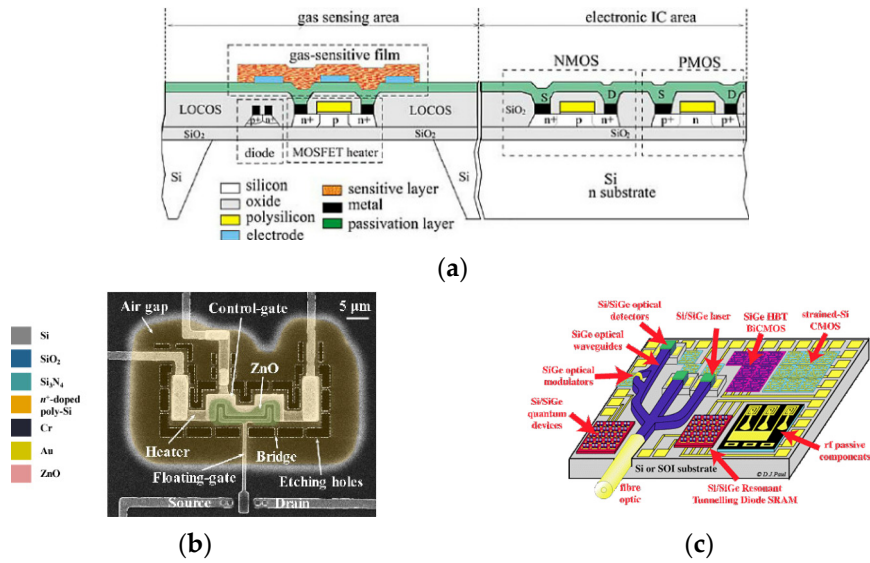 gas sensing area
electronic IC area
gas-sensitive film
NMOS
PMOS
LOCOS
LOCOS
SiO2
S
D
S
D
p+
n+
n+
p
n+
n+
p
n+
p+
n
p+
SiO2
SiO2
diode
MOSFET heater
Si
Si
Si
n substrate
silicon
oxide
polysilicon
electrode
sensitive layer
metal
passivation layer
(a)
Si
SiO2
Si3N4
n+-doped
poly-Si
Cr
Au
ZnO
Air gap
Control-gate
5 μm
ZnO
Heater
Bridge
Floating-gate
Etching holes
Source
Drain
(b)
Si/SiGe optical
detectors
SiGe optical
waveguides
Si/SiGe laser
SiGe HBT
BiCMOS
strained-Si
CMOS
SiGe optical
modulators
Si/SiGe
quantum
devices
Si or SOI substrate
rf passive
components
© D.J. Paul
fibre
optic
Si/SiGe Resonant
Tunnelling Diode SRAM
(c)